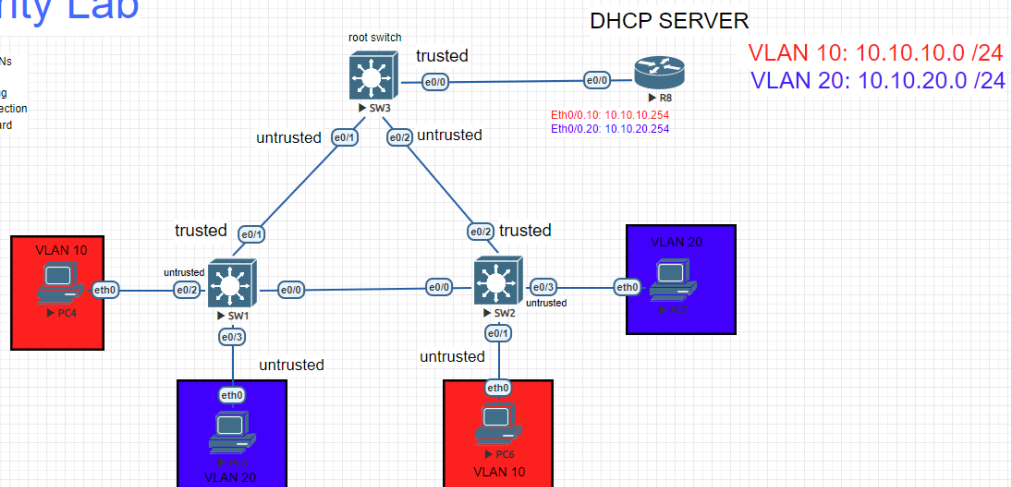 Lab
DHCP SERVER
root switch
trusted
VLAN 10: 10.10.10.0 /24
VLAN 20: 10.10.20.0 /24
e0/0
e0/0
R8
SW3
Eth0/0.10: 10.10.10.254
Eth0/0.20: 10.10.20.254
untrusted
e0/1
e0/2
untrusted
trusted
e0/1
e0/2
trusted
VLAN 10
VLAN 20
untrusted
eth0
e0/2
e0/0
e0/0
e0/3
eth0
untrusted
PC4
SW1
SW2
PC7
e0/3
e0/1
untrusted
untrusted
eth0
eth0
PC5
PC6
VLAN 20
VLAN 10